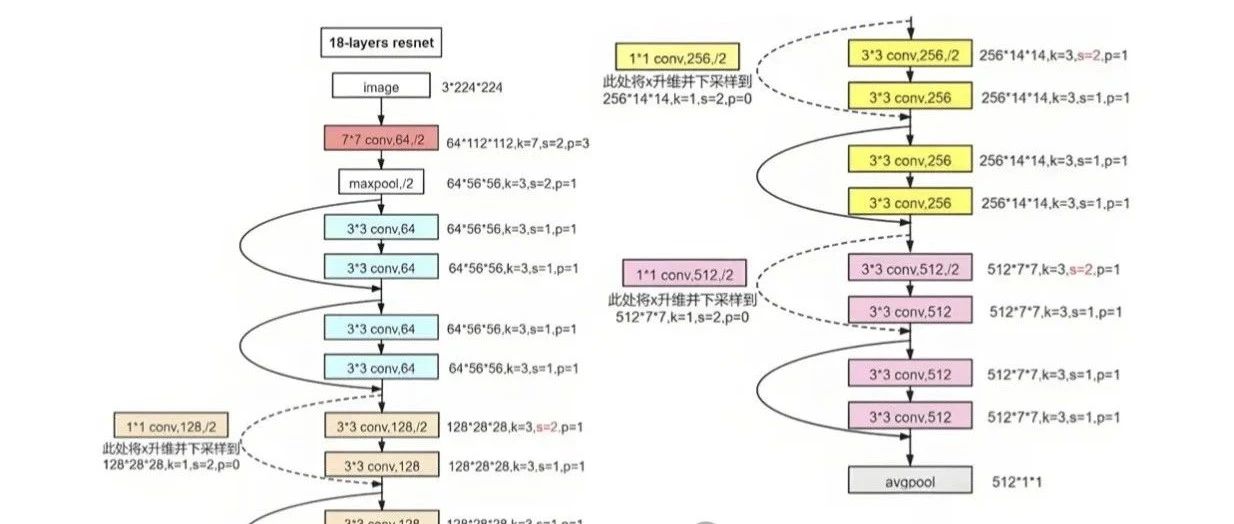 18-layers resnet
image
3*224*224
7*7 conv,64,/2
64*112*112,k=7,s=2,p=3
maxpool,/2
64*56*56,k=3,s=2,p=1
3*3 conv,64
64*56*56,k=3,s=1,p=1
3*3 conv,64
64*56*56,k=3,s=1,p=1
3*3 conv,64
64*56*56,k=3,s=1,p=1
3*3 conv,64
64*56*56,k=3,s=1,p=1
1*1 conv,128,/2
此处将x升维并下采样到
128*28*28,k=1,s=2,p=0
3*3 conv,128,/2
128*28*28,k=3,s=2,p=1
3*3 conv,128
128*28*28,k=3,s=1,p=1
3*3 conv,128
128*28*28,k=3,s=1,p=1
1*1 conv,256,/2
此处将x升维并下采样到
256*14*14,k=1,s=2,p=0
3*3 conv,256,/2
256*14*14,k=3,s=2,p=1
3*3 conv,256
256*14*14,k=3,s=1,p=1
3*3 conv,256
256*14*14,k=3,s=1,p=1
3*3 conv,256
256*14*14,k=3,s=1,p=1
1*1 conv,512,/2
此处将x升维并下采样到
512*7*7,k=1,s=2,p=0
3*3 conv,512,/2
512*7*7,k=3,s=2,p=1
3*3 conv,512
512*7*7,k=3,s=1,p=1
3*3 conv,512
512*7*7,k=3,s=1,p=1
3*3 conv,512
512*7*7,k=3,s=1,p=1
avgpool
512*1*1